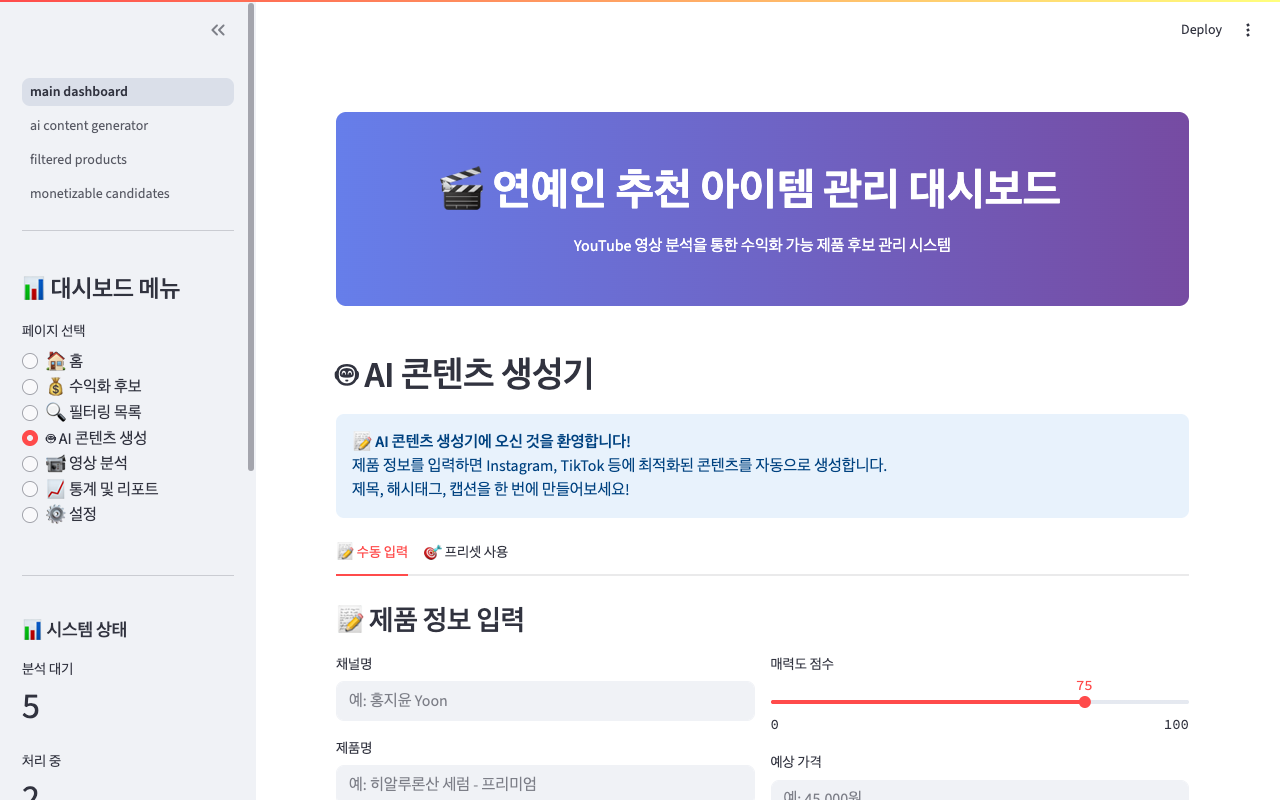 Deploy
main dashboard
ai content generator
filtered products
monetizable candidates
📊 대시보드 메뉴
페이지 선택
🏠 홈
💰 수익화 후보
🔍 필터링 목록
🤖 AI 콘텐츠 생성
📹 영상 분석
📈 통계 및 리포트
⚙️ 설정
📊 시스템 상태
분석 대기
5
처리 중
2
🎬 연예인 추천 아이템 관리 대시보드
YouTube 영상 분석을 통한 수익화 가능 제품 후보 관리 시스템
🤖 AI 콘텐츠 생성기
📝 AI 콘텐츠 생성기에 오신 것을 환영합니다!
제품 정보를 입력하면 Instagram, TikTok 등에 최적화된 콘텐츠를 자동으로 생성합니다.
제목, 해시태그, 캡션을 한 번에 만들어보세요!
📝 수동 입력
🎯 프리셋 사용
📝 제품 정보 입력
채널명
예: 홍지윤 Yoon
제품명
예: 히알루론산 세럼 - 프리미엄
매력도 점수
75
0
100
예상 가격
예: 45,000원